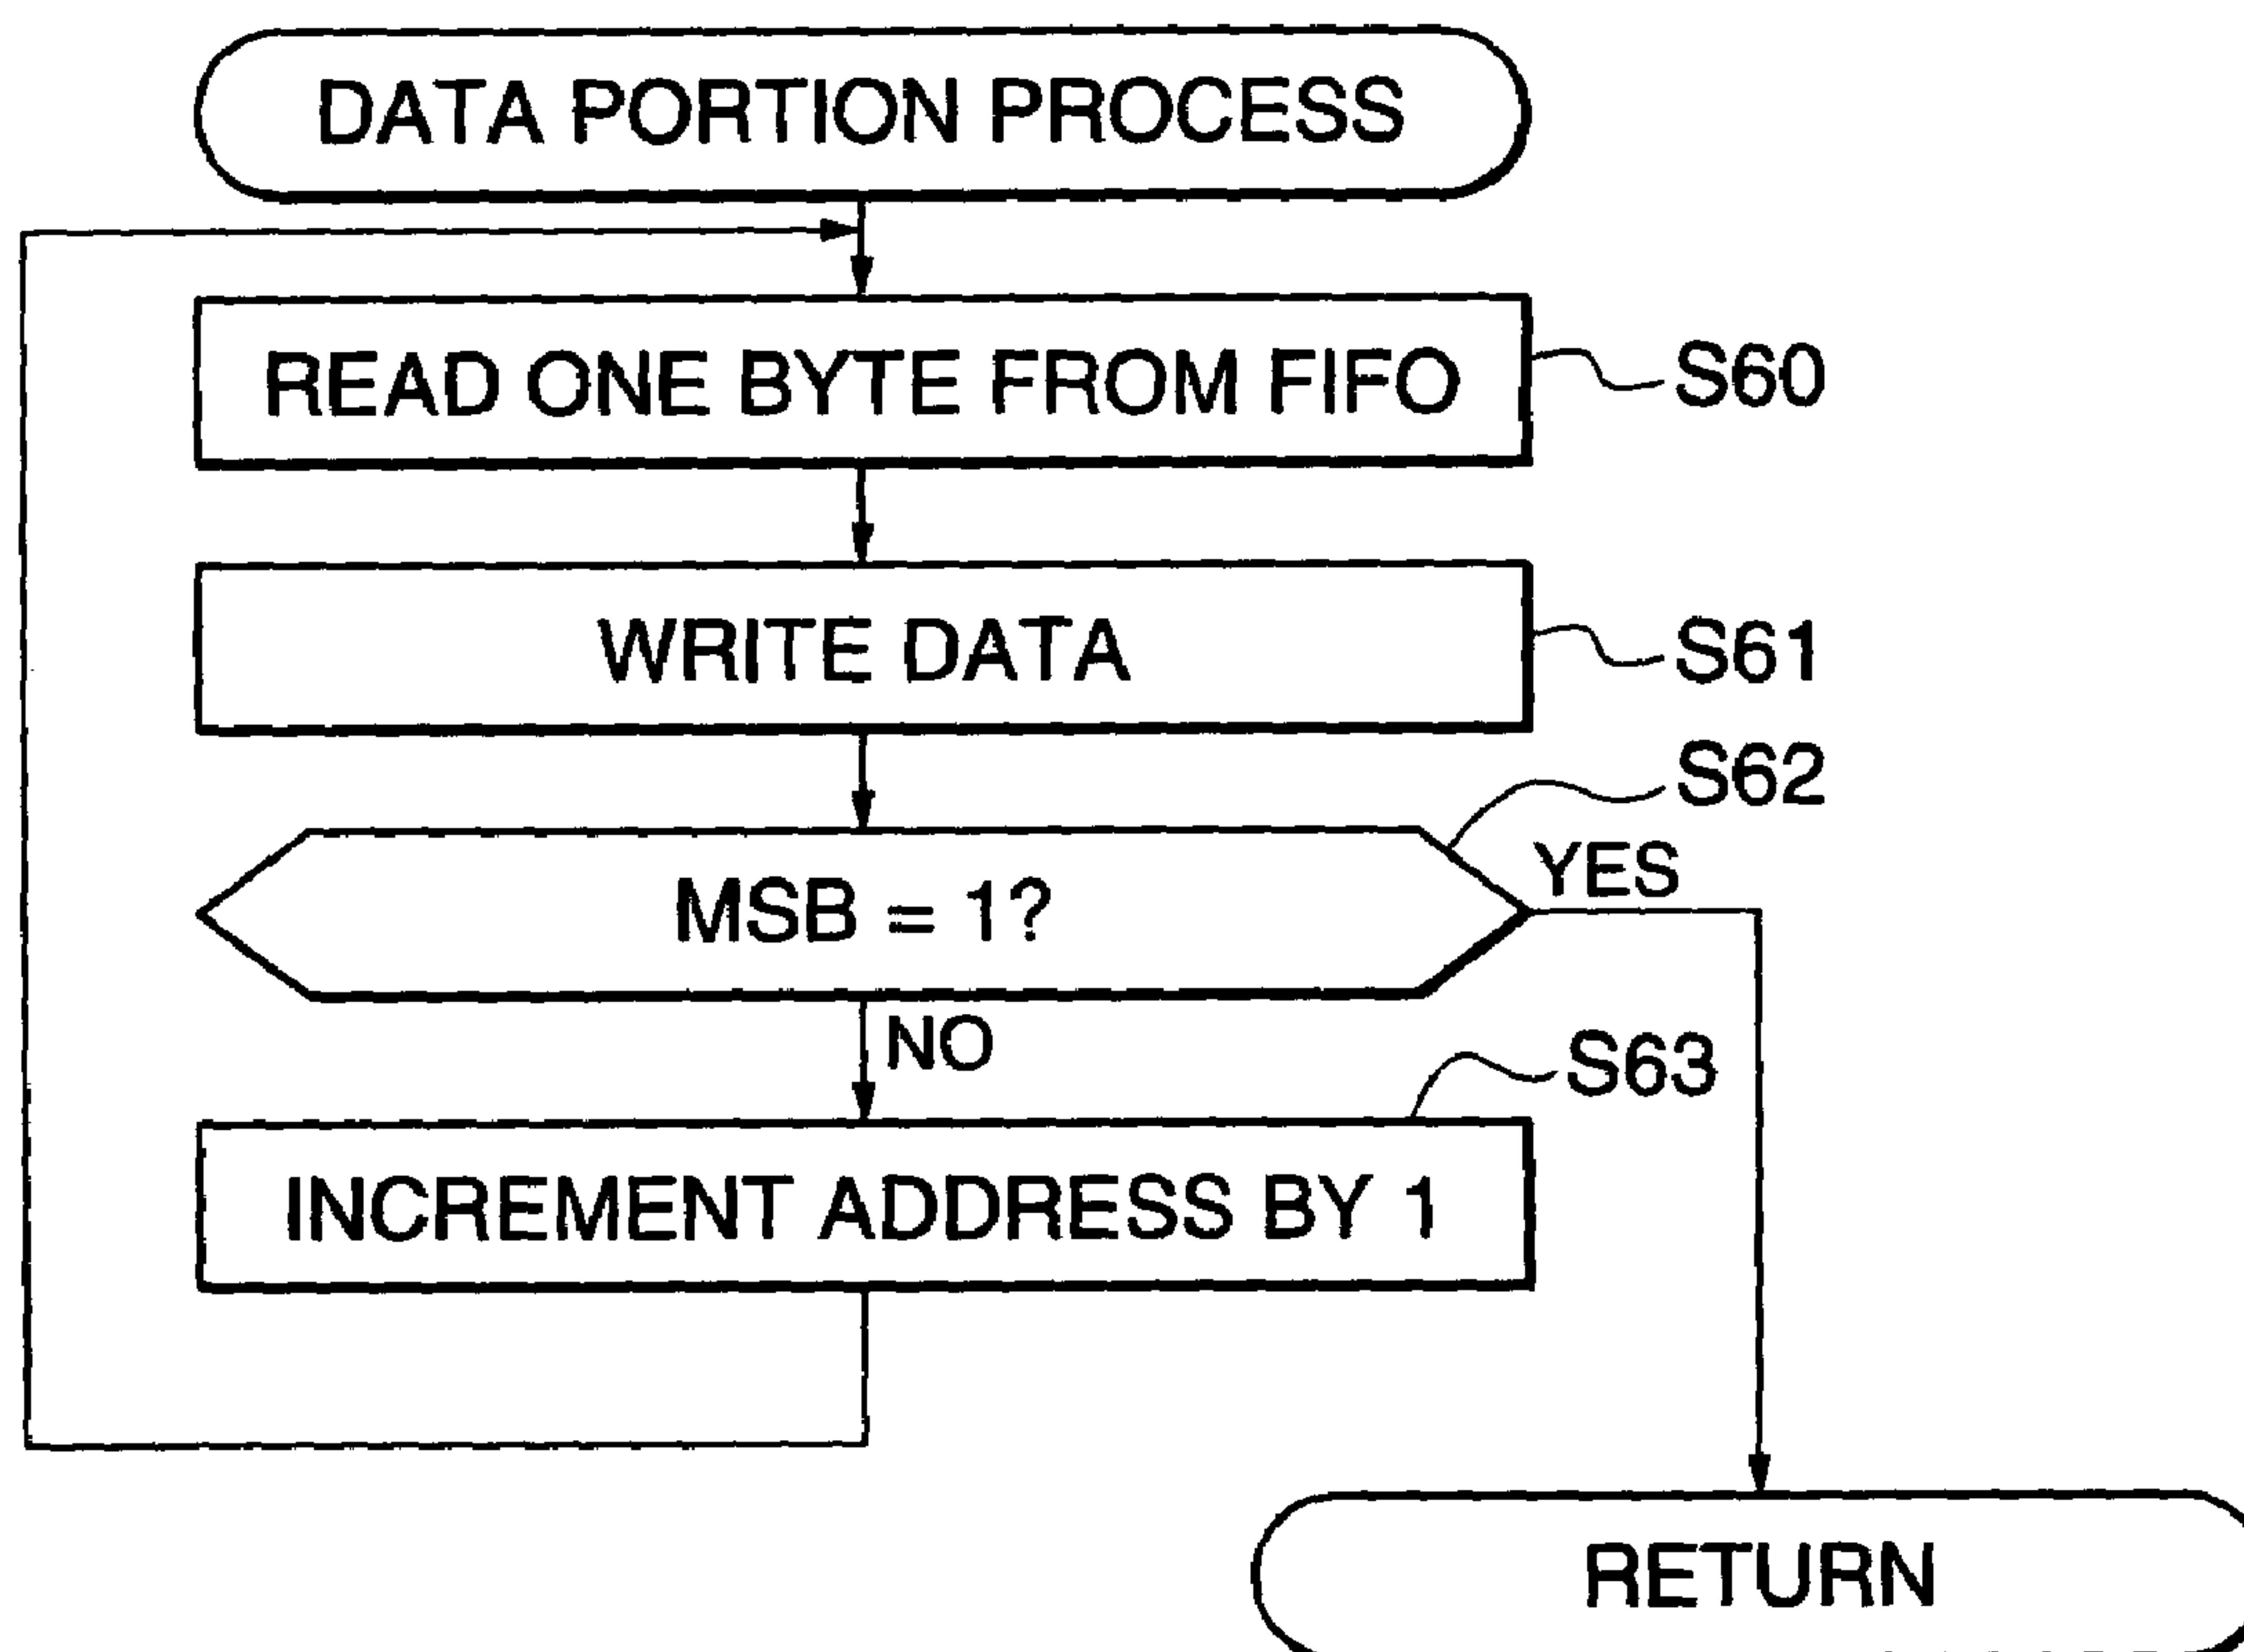 DATA PORTION PROCESS
READ ONE BYTE FROM FIFO
S60
WRITE DATA
S61
S62
MSB = 1?
YES
NO
S63
INCREMENT ADDRESS BY 1
RETURN